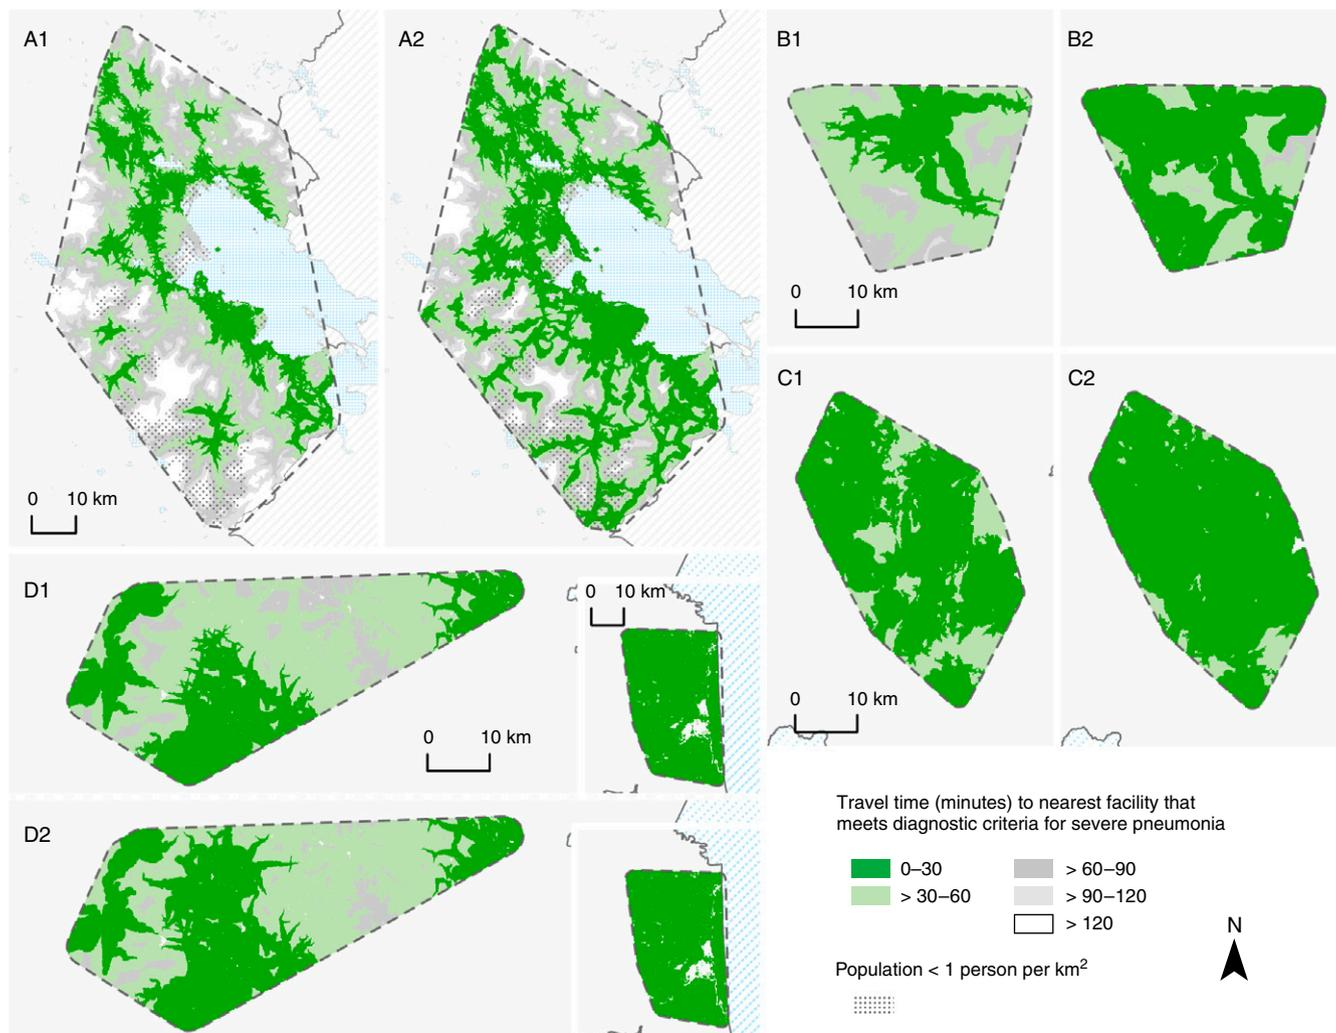 A1
A2
B1
B2
0 10 km
C1
C2
0 10 km
D1
0 10 km
0 10 km
0 10 km
D2
Travel time (minutes) to nearest facility that
meets diagnostic criteria for severe pneumonia
0–30
> 60–90
> 30–60
> 90–120
> 120
N
Population < 1 person per km²